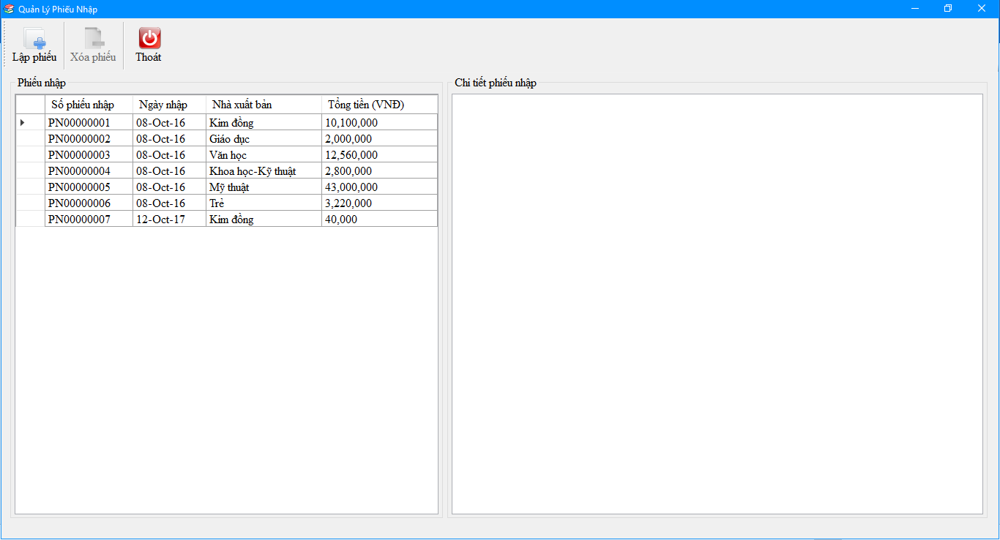 Quản Lý Phiếu Nhập
Lập phiếu Xóa phiếu Thoát
Phiếu nhập
Số phiếu nhập Ngày nhập Nhà xuất bản Tổng tiền (VNĐ)
PN00000001 08-Oct-16 Kim đồng 10,100,000
PN00000002 08-Oct-16 Giáo dục 2,000,000
PN00000003 08-Oct-16 Văn học 12,560,000
PN00000004 08-Oct-16 Khoa học-Kỹ thuật 2,800,000
PN00000005 08-Oct-16 Mỹ thuật 43,000,000
PN00000006 08-Oct-16 Trẻ 3,220,000
PN00000007 12-Oct-17 Kim đồng 40,000
Chi tiết phiếu nhập